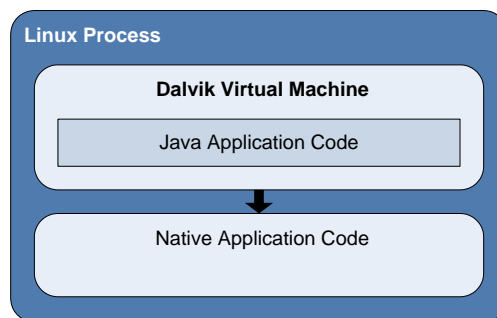 Linux Process
Dalvik Virtual Machine
Java Application Code
Native Application Code